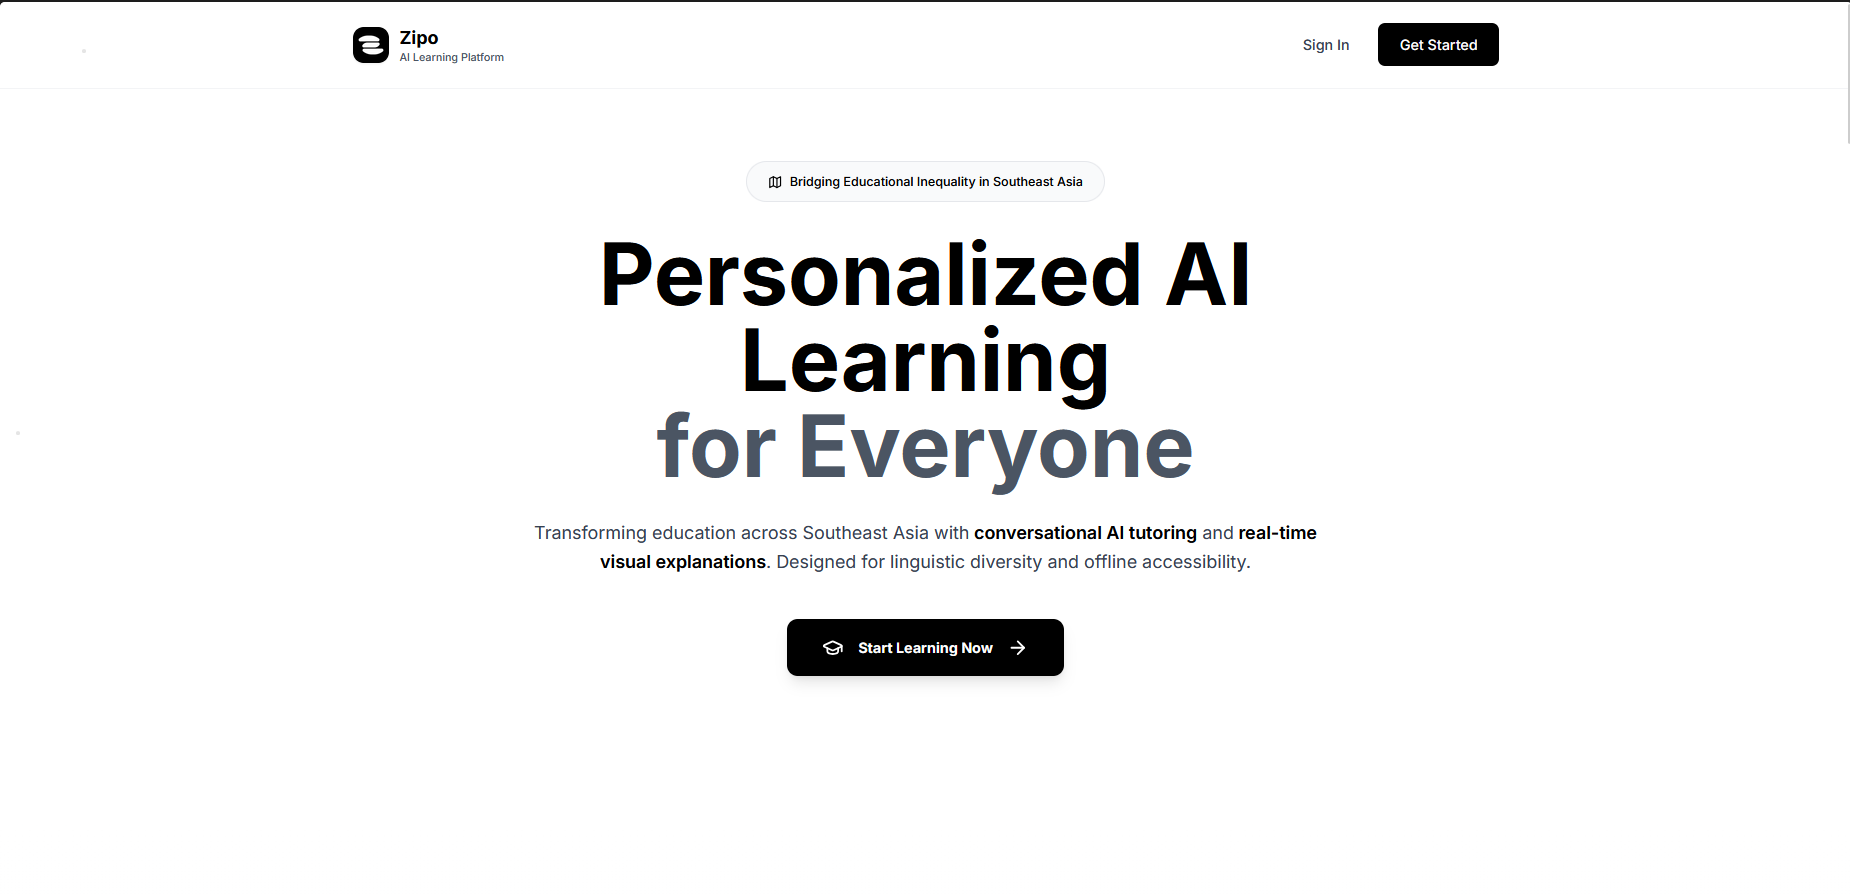 Zipo
AI Learning Platform
Sign In
Get Started
Bridging Educational Inequality in Southeast Asia
Personalized AI
Learning
for Everyone
Transforming education across Southeast Asia with conversational AI tutoring and real-time
visual explanations. Designed for linguistic diversity and offline accessibility.
Start Learning Now